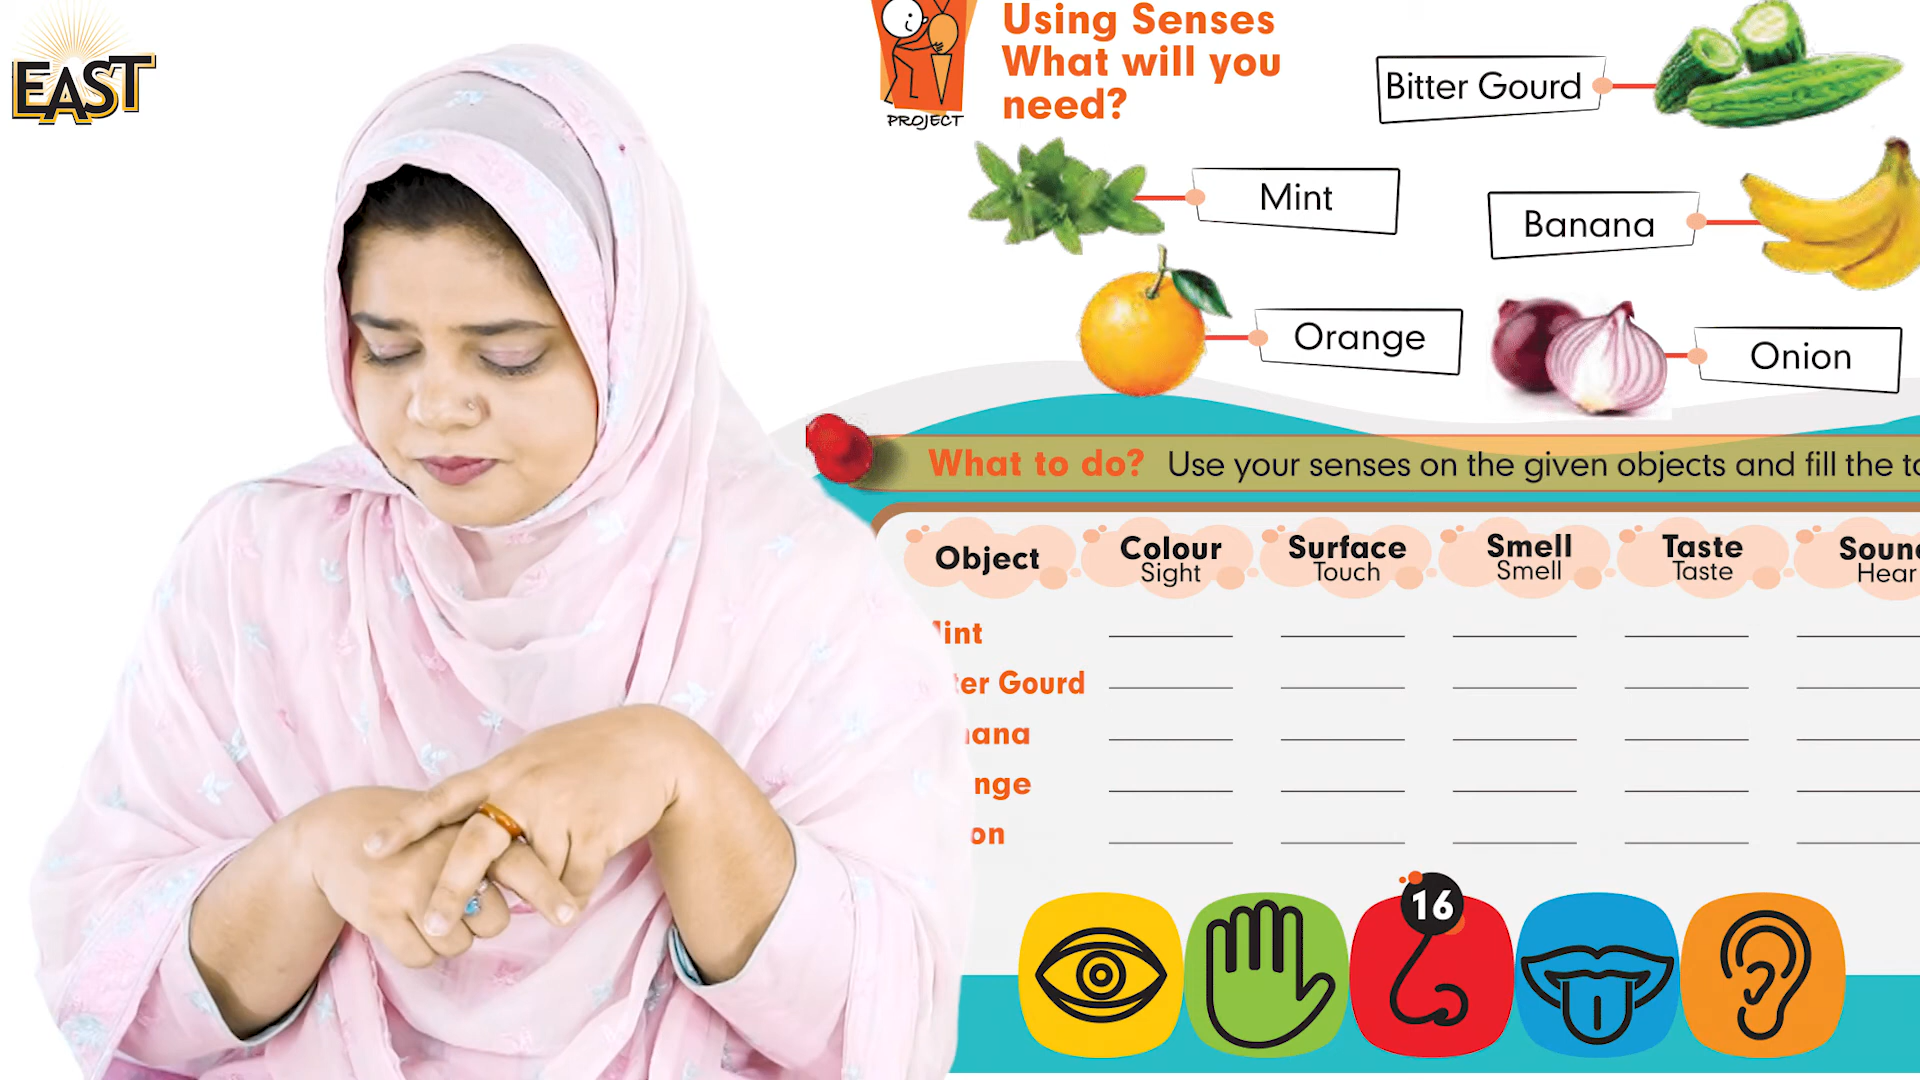 EAST
PROJECT
Using Senses
What will you
need?
Bitter Gourd
Mint
Banana
Orange
Onion
What to do? Use your senses on the given objects and fill the
Object
Colour
Sight
Surface
Touch
Smell
Smell
Taste
Taste
Hear
Gourd
16